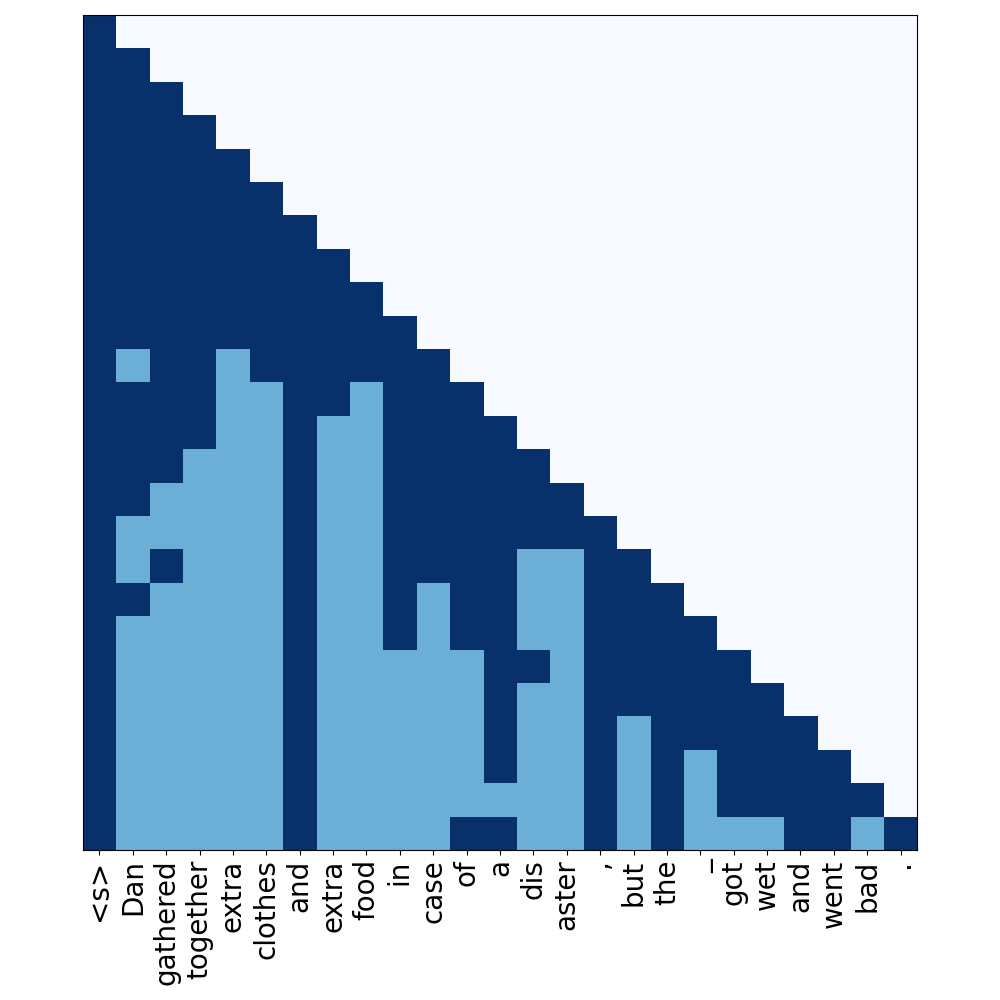 <s> Dan gathered together extra clothes and extra food in case of a dis aster , but the _ got wet and went bad .